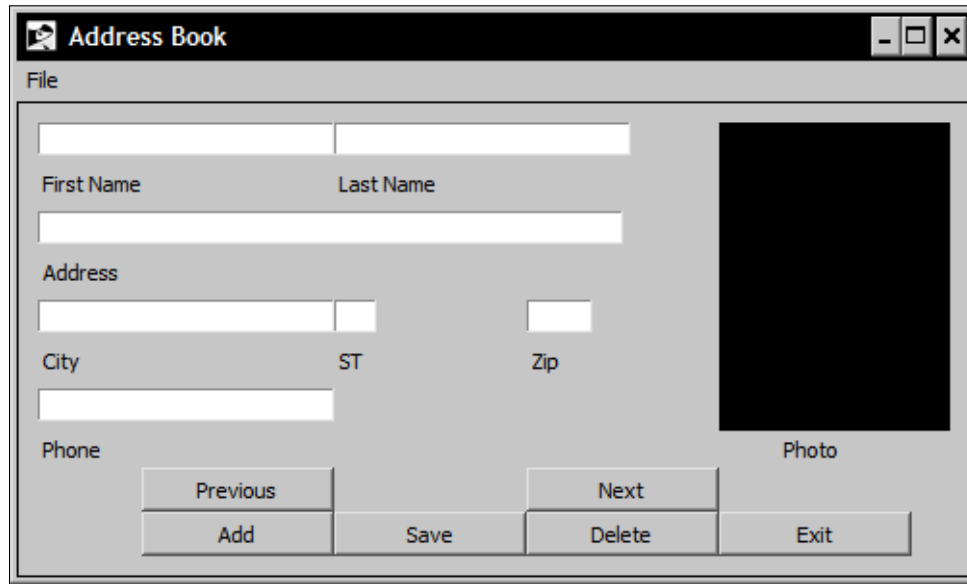 Address Book
File
First Name Last Name
Address
City ST Zip
Phone Photo
Previous Next
Add Save Delete Exit